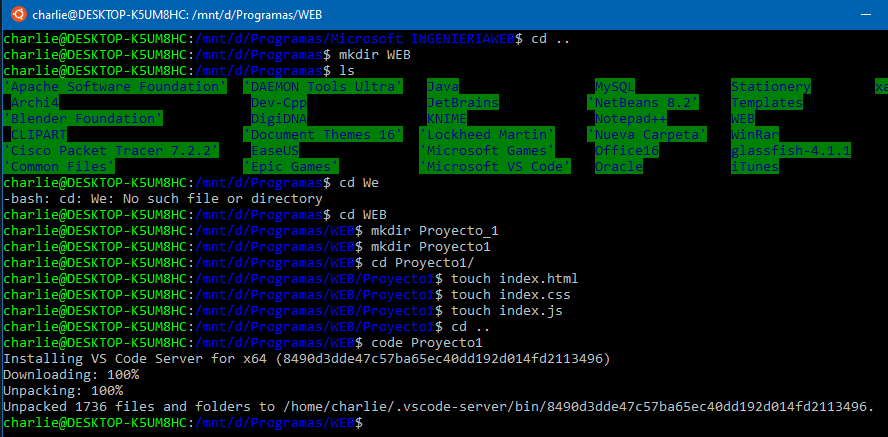 charlie@DESKTOP-K5UM8HC: /mnt/d/Programas/WEB
charlie@DESKTOP-K5UM8HC:/mnt/d/Programas/Microsoft INGENIERIAWEB$ cd ..
charlie@DESKTOP-K5UM8HC:/mnt/d/Programas$ mkdir WEB
charlie@DESKTOP-K5UM8HC:/mnt/d/Programas$ ls
'Apache Software Foundation' 'DAEMON Tools Ultra' Java MySQL Stationery xa
Archi4 Dev-Cpp JetBrains 'NetBeans 8.2' Templates
'Blender Foundation' DigiDNA KNIME Notepad++ WEB
CLIPART 'Document Themes 16' 'Lockheed Martin' 'Nueva Carpeta' WinRar
'Cisco Packet Tracer 7.2.2' EaseUS 'Microsoft Games' Office16 glassfish-4.1.1
'Common Files' 'Epic Games' 'Microsoft VS Code' Oracle iTunes
charlie@DESKTOP-K5UM8HC:/mnt/d/Programas$ cd We
-bash: cd: We: No such file or directory
charlie@DESKTOP-K5UM8HC:/mnt/d/Programas$ cd WEB
charlie@DESKTOP-K5UM8HC:/mnt/d/Programas/WEB$ mkdir Proyecto_1
charlie@DESKTOP-K5UM8HC:/mnt/d/Programas/WEB$ mkdir Proyecto1
charlie@DESKTOP-K5UM8HC:/mnt/d/Programas/WEB$ cd Proyecto1/
charlie@DESKTOP-K5UM8HC:/mnt/d/Programas/WEB/Proyecto1$ touch index.html
charlie@DESKTOP-K5UM8HC:/mnt/d/Programas/WEB/Proyecto1$ touch index.css
charlie@DESKTOP-K5UM8HC:/mnt/d/Programas/WEB/Proyecto1$ touch index.js
charlie@DESKTOP-K5UM8HC:/mnt/d/Programas/WEB/Proyecto1$ cd ..
charlie@DESKTOP-K5UM8HC:/mnt/d/Programas/WEB$ code Proyecto1
Installing VS Code Server for x64 (8490d3dde47c57ba65ec40dd192d014fd2113496)
Downloading: 100%
Unpacking: 100%
Unpacked 1736 files and folders to /home/charlie/.vscode-server/bin/8490d3dde47c57ba65ec40dd192d014fd2113496.
charlie@DESKTOP-K5UM8HC:/mnt/d/Programas/WEB$